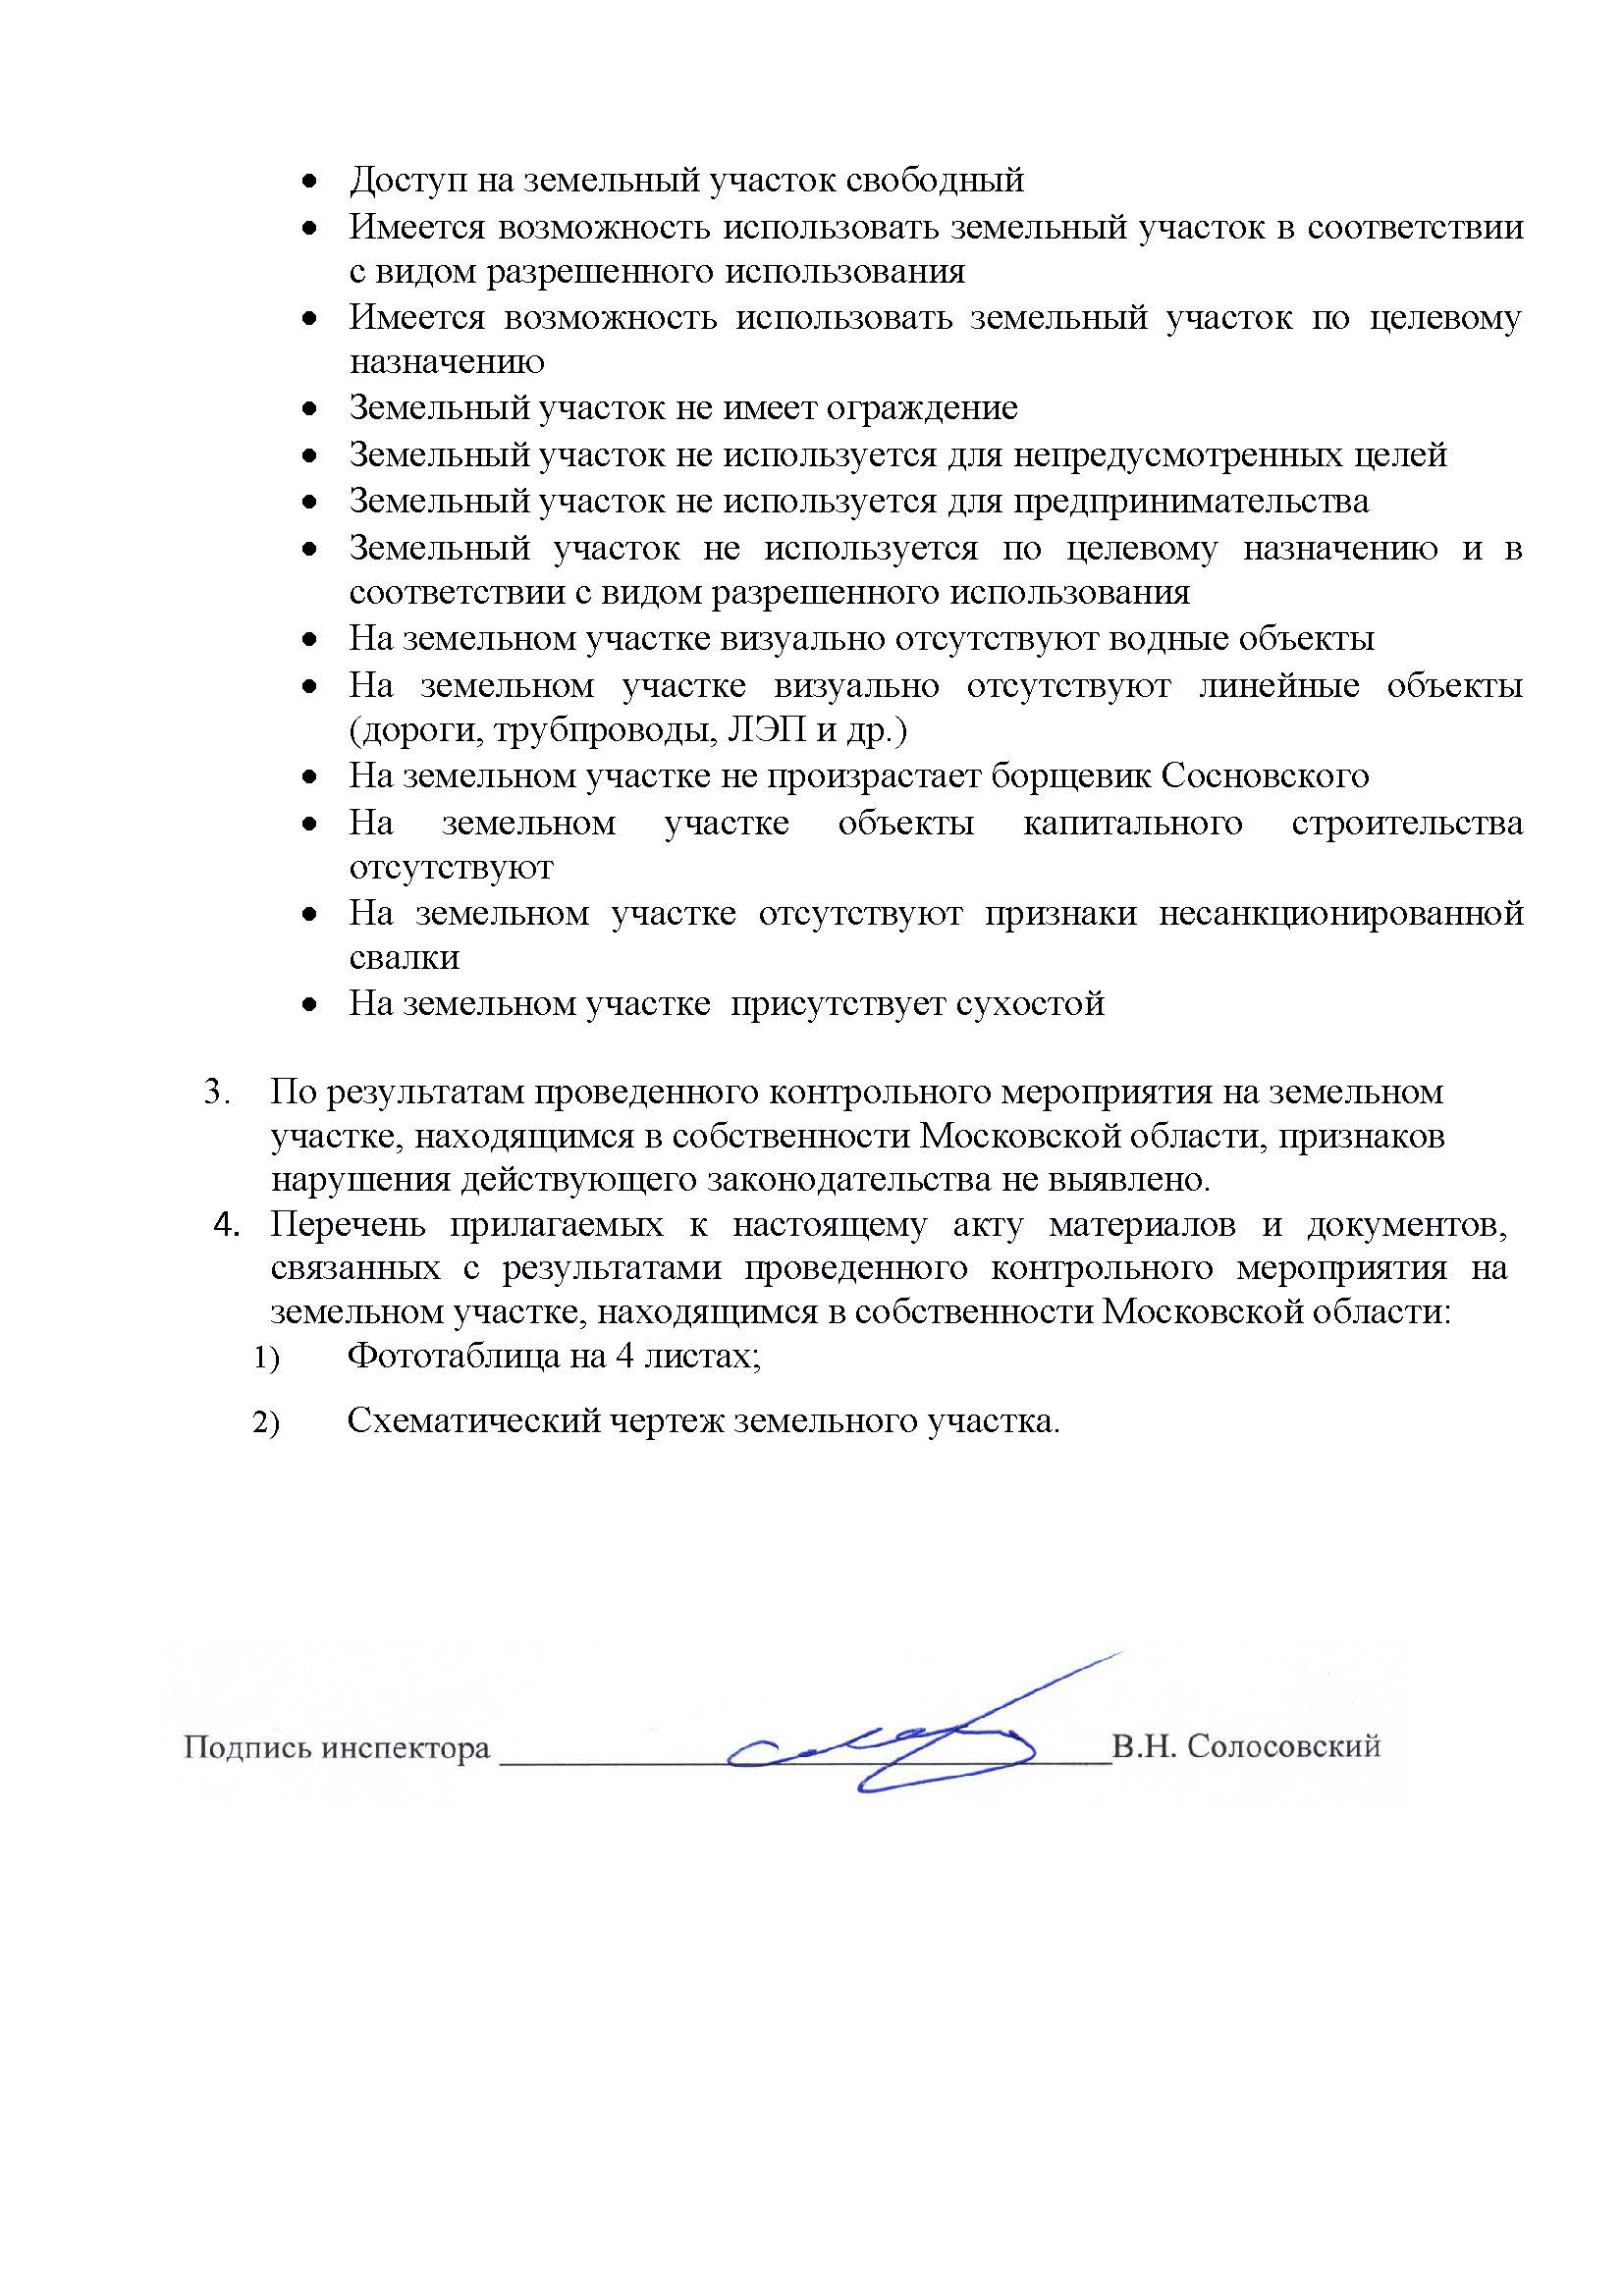 • Доступ на земельный участок свободный
• Имеется возможность использовать земельный участок в соответствии
с видом разрешенного использования
• Имеется возможность использовать земельный участок по целевому
назначению
• Земельный участок не имеет ограждение
• Земельный участок не используется для непредусмотренных целей
• Земельный участок не используется для предпринимательства
• Земельный участок не используется по целевому назначению и в
соответствии с видом разрешенного использования
• На земельном участке визуально отсутствуют водные объекты
• На земельном участке визуально отсутствуют линейные объекты
(дороги, трубпроводы, ЛЭП и др.)
• На земельном участке не произрастает борщевик Сосновского
• На земельном участке объекты капитального строительства
отсутствуют
• На земельном участке отсутствуют признаки несанкционированной
свалки
• На земельном участке присутствует сухостой
3. По результатам проведенного контрольного мероприятия на земельном
участке, находящимся в собственности Московской области, признаков
нарушения действующего законодательства не выявлено.
4. Перечень прилагаемых к настоящему акту материалов и документов,
связанных с результатами проведенного контрольного мероприятия на
земельном участке, находящимся в собственности Московской области:
1) Фототаблица на 4 листах;
2) Схематический чертеж земельного участка.
Подпись инспектора В.Н. Солосовский